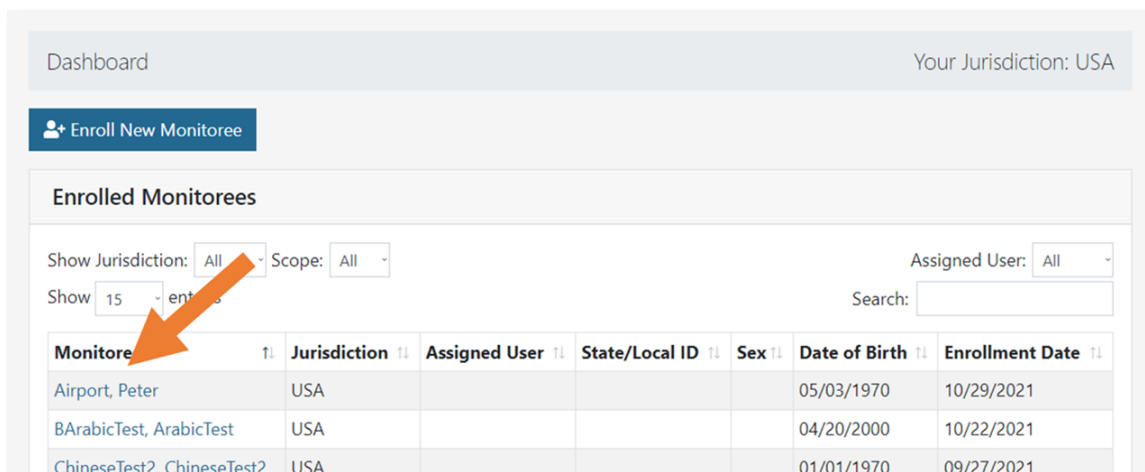 Dashboard Your Jurisdiction: USA
Enroll New Monitoree
Enrolled Monitorees
Show Jurisdiction: All Scope: All Assigned User: All
Show 15 Search:
Jurisdiction Assigned User State/Local ID Sex Date of Birth Enrollment Date
Airport, Peter USA 05/03/1970 10/29/2021
BArabicTest, ArabicTest USA 04/20/2000 10/22/2021
ChineseTest2, ChineseTest2 USA 01/01/1970 09/27/2021